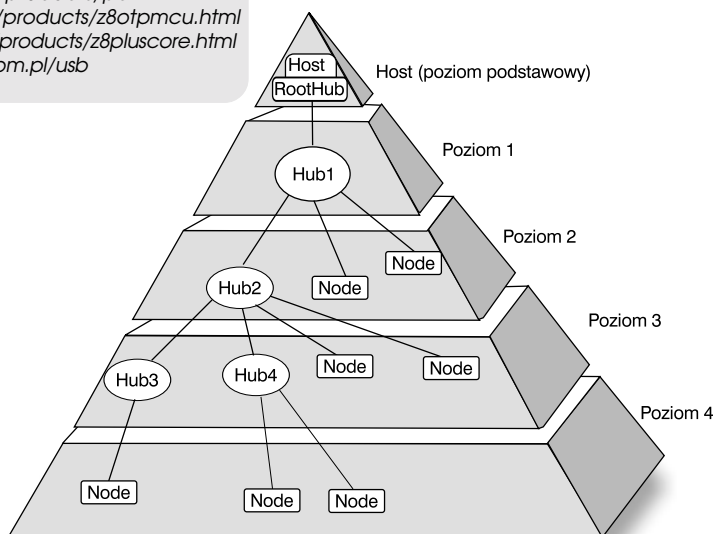 /products/z8otpmcu.html
products/z8pluscore.html
om.pl/usb
Host
RootHub
Host (poziom podstawowy)
Poziom 1
Hub1
Poziom 2
Node
Node
Hub2
Poziom 3
Node
Node
Hub3
Hub4
Poziom 4
Node
Node
Node